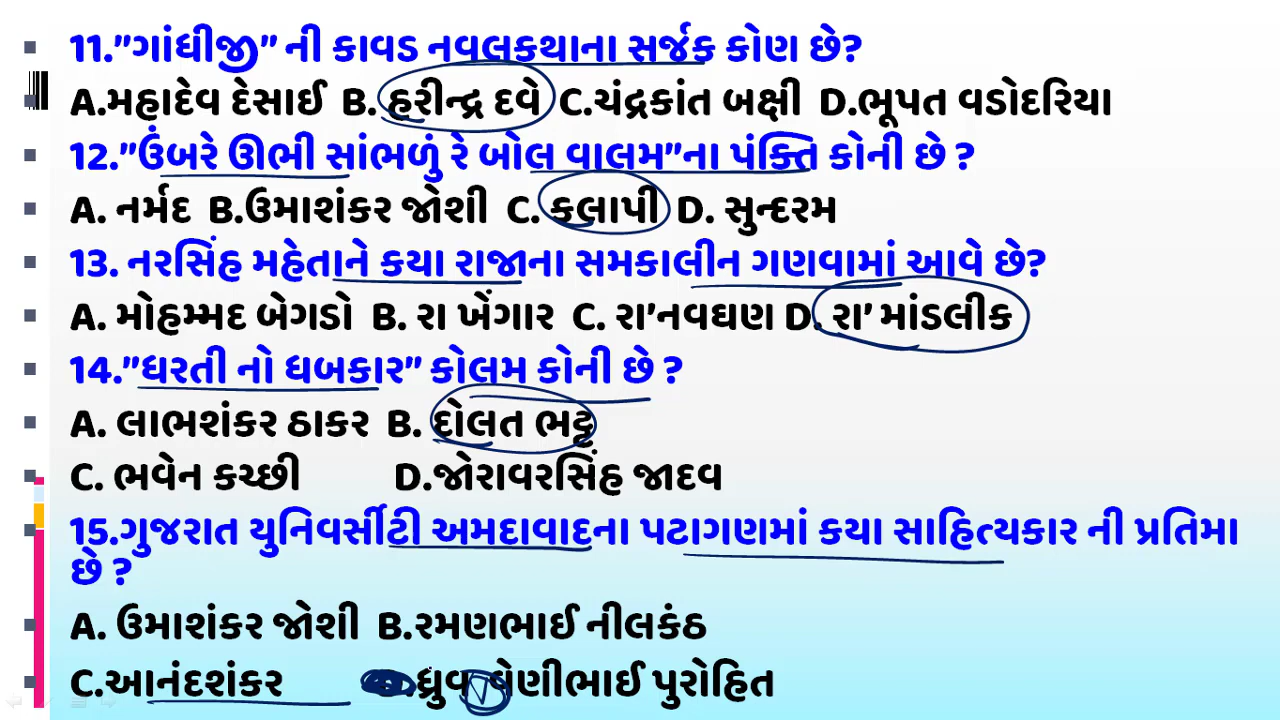 11."ગાંધીજી" ની કાવડ નવલકથાના સર્જક કોણ છે?
A.મહાદેવ દેસાઈ B. હરીન્દ્ર દવે C.ચંદ્રકાંત બક્ષી D.ભૂપત વડોદરિયા
12."ઉંબરે ઊભી સાંભળું રે બોલ વાલમ"ના પંક્તિ કોની છે ?
A. નર્મદ B.ઉમાશંકર જોશી C. કલાપી D. સુન્દરમ
13. નરસિંહ મહેતાને કયા રાજાના સમકાલીન ગણવામાં આવે છે?
A. મોહમ્મદ બેગડો B. રા ખેંગાર C. રા'નવઘણ D. રા' માંડલીક
14."ધરતી નો ધબકાર" કોલમ કોની છે ?
A. લાભશંકર ઠાકર B. દોલત ભટ્ટ
C. ભવેન કચ્છી D.જોરાવરસિંહ જાદવ
15.ગુજરાત યુનિવર્સીટી અમદાવાદના પટાગણમાં કયા સાહિત્યકાર ની પ્રતિમા
છે ?
A. ઉમાશંકર જોશી B.રમણભાઈ નીલકંઠ
C.આનંદશંકર .ધ્રુવ વેણીભાઈ પુરોહિત